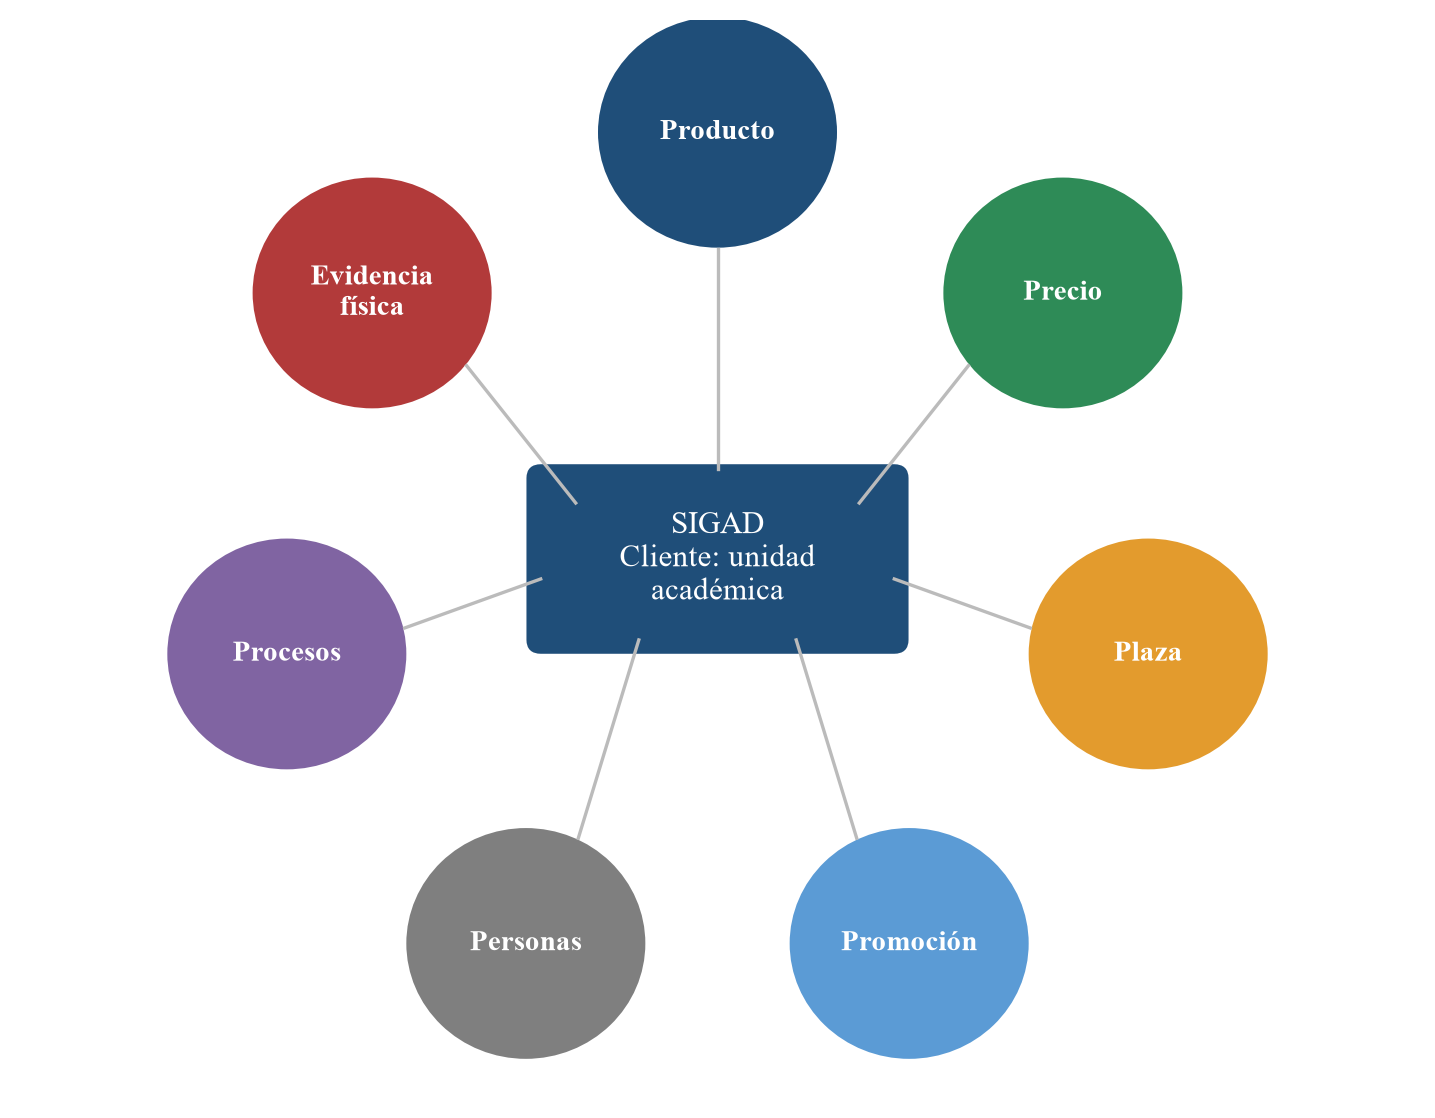 Producto
Evidencia
física
Precio
SIGAD
Cliente: unidad
académica
Procesos
Plaza
Personas
Promoción